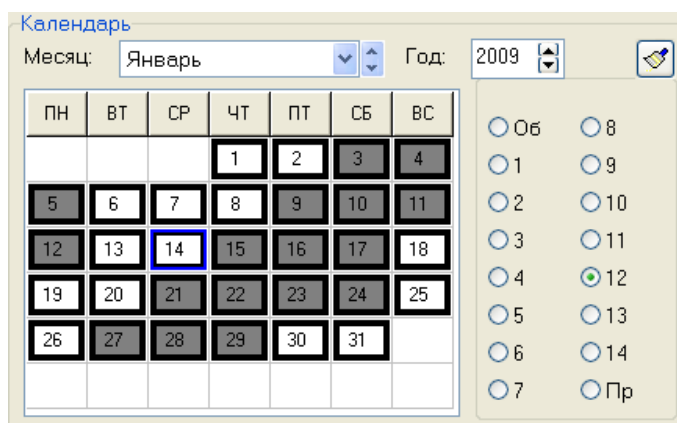 Календарь
Месяц: Январь Год: 2009
ПН ВТ СР ЧТ ПТ СБ ВС
1 2 3 4
5 6 7 8 9 10 11
12 13 14 15 16 17 18
19 20 21 22 23 24 25
26 27 28 29 30 31
Об 8
1 9
2 10
3 11
4 12
5 13
6 14
7 Пр